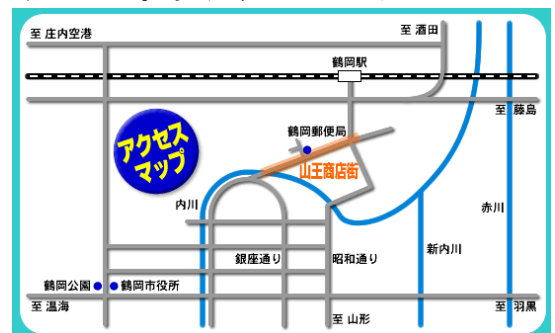 至 庄内空港
至 酒田
鶴岡駅
至 藤島
鶴岡郵便局
アクセス
マップ
山王商店街
内川
赤川
新内川
銀座通り
昭和通り
鶴岡公園
鶴岡市役所
至 温海
至 羽黒
至 山形